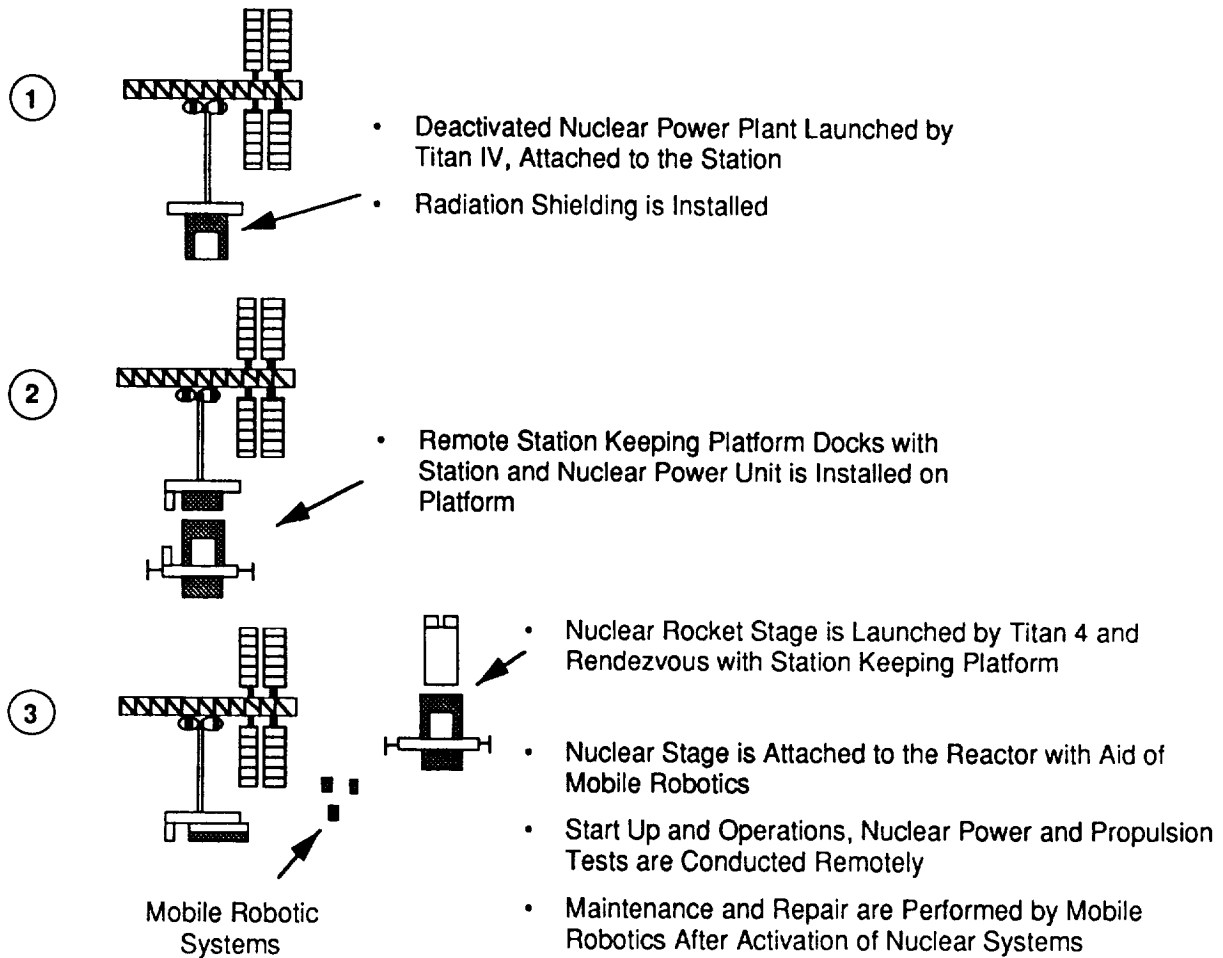 1
• Deactivated Nuclear Power Plant Launched by
Titan IV, Attached to the Station
• Radiation Shielding is Installed
2
• Remote Station Keeping Platform Docks with
Station and Nuclear Power Unit is Installed on
Platform
3
• Nuclear Rocket Stage is Launched by Titan 4 and
Rendezvous with Station Keeping Platform
• Nuclear Stage is Attached to the Reactor with Aid of
Mobile Robotics
• Start Up and Operations, Nuclear Power and Propulsion
Tests are Conducted Remotely
• Maintenance and Repair are Performed by Mobile
Robotics After Activation of Nuclear Systems
Mobile Robotic
Systems